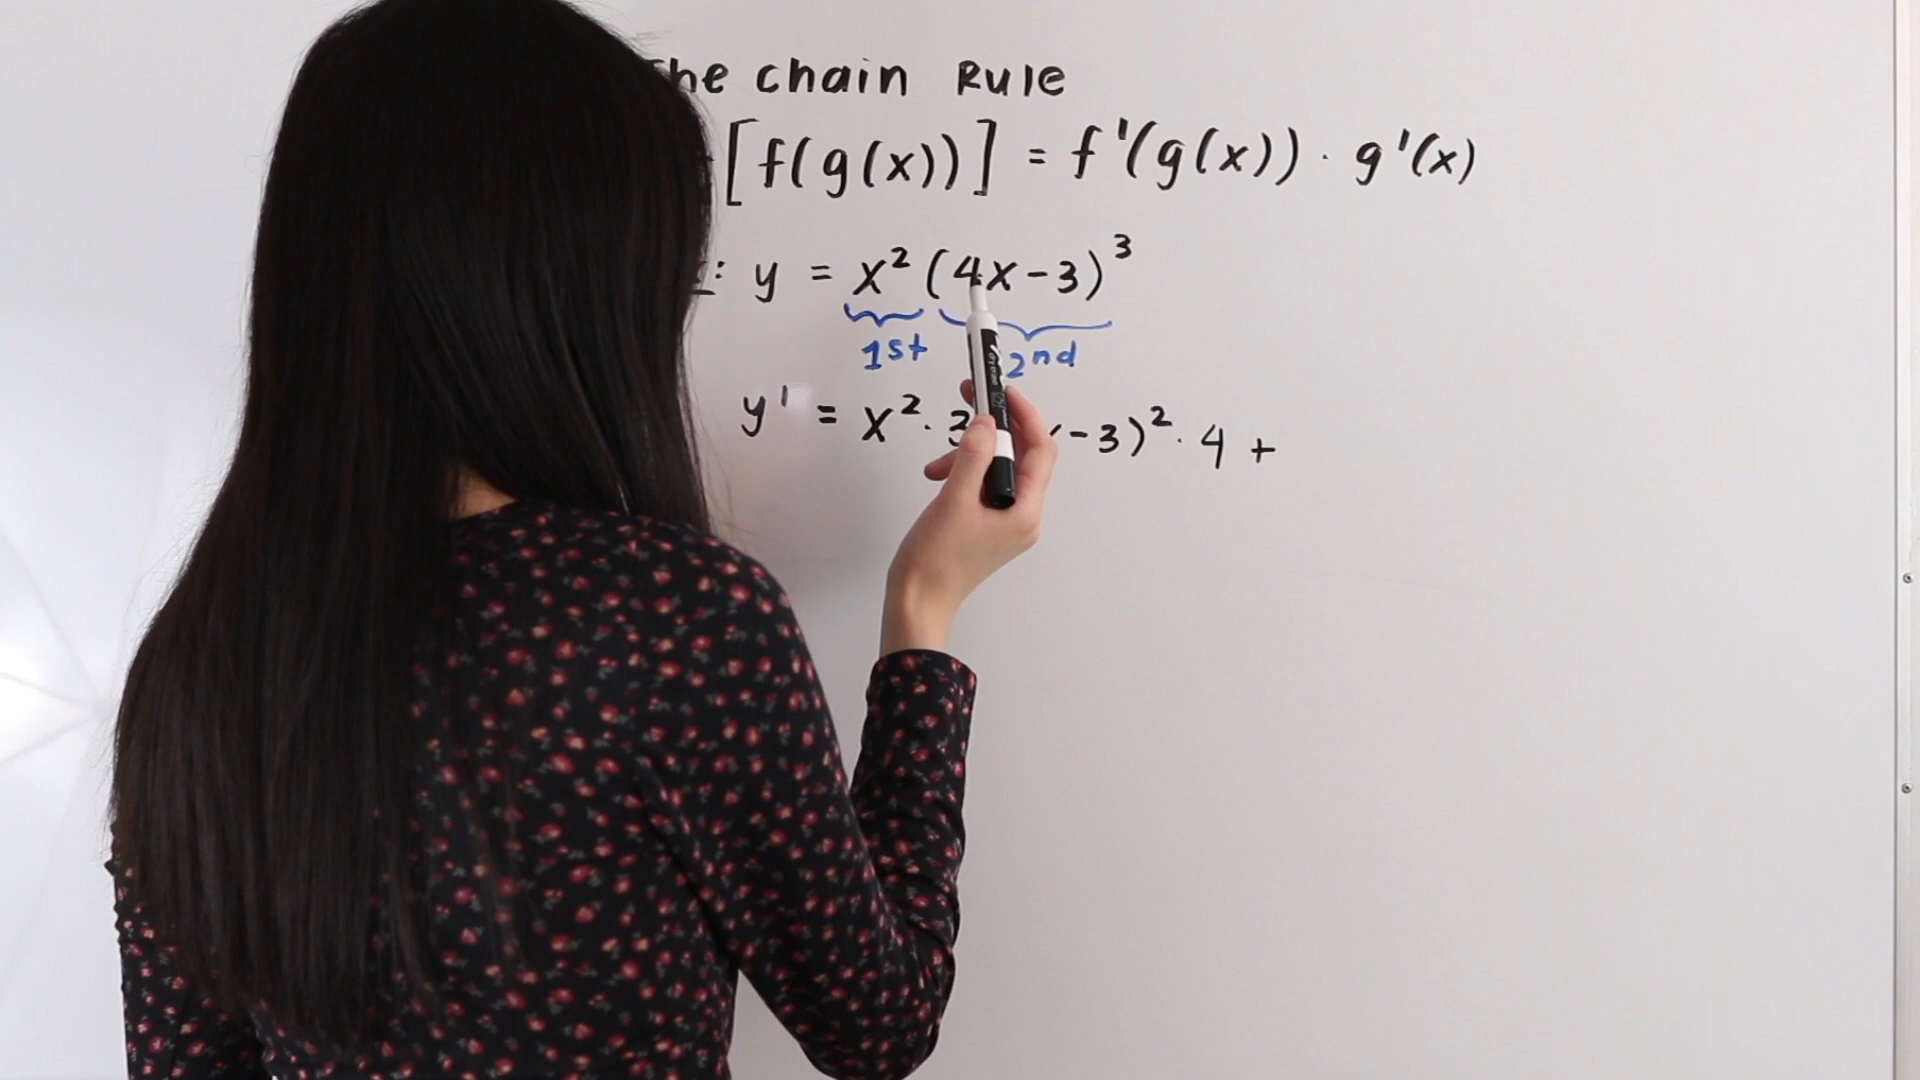 he chain Rule
[f(g(x))] = f'(g(x)) · g'(x)
: y = x² (4x-3)³
1st 2nd
y' = x² · 3 -3)² · 4 +